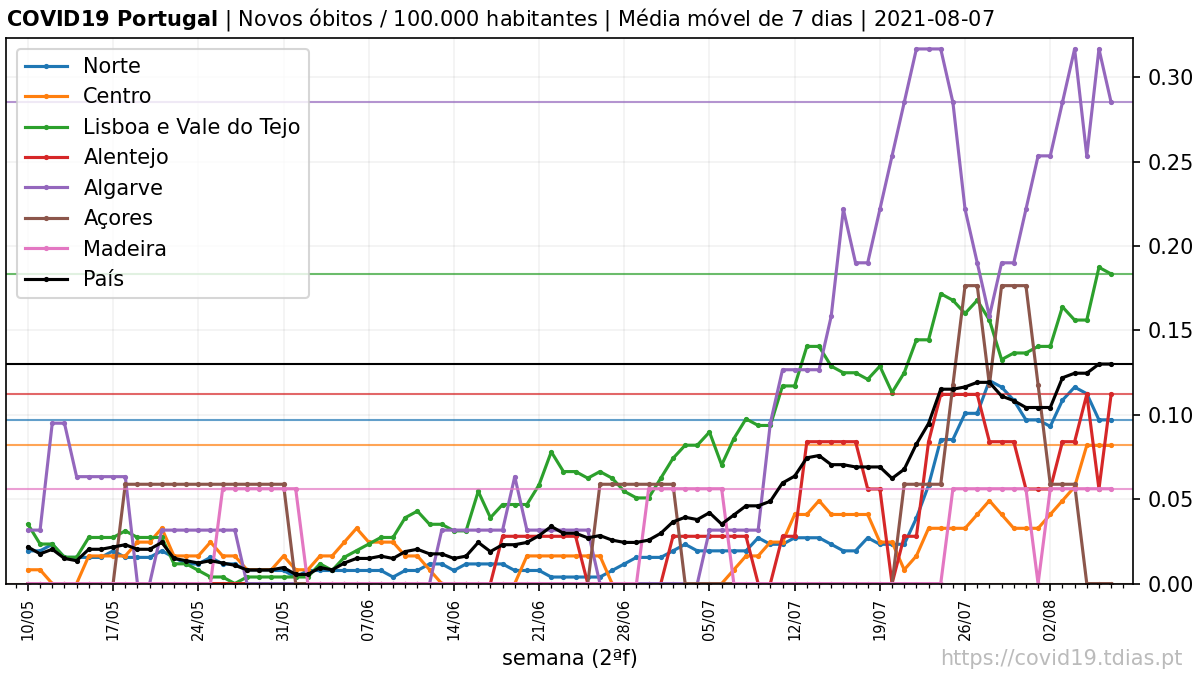 COVID19 Portugal | Novos óbitos / 100.000 habitantes | Média móvel de 7 dias | 2021-08-07
Norte
Centro
Lisboa e Vale do Tejo
Alentejo
Algarve
Açores
Madeira
País
0.30
0.25
0.20
0.15
0.10
0.05
0.00
10/05
17/05
24/05
31/05
07/06
14/06
21/06
28/06
05/07
12/07
19/07
26/07
02/08
semana (2ªf)
https://covid19.tdias.pt